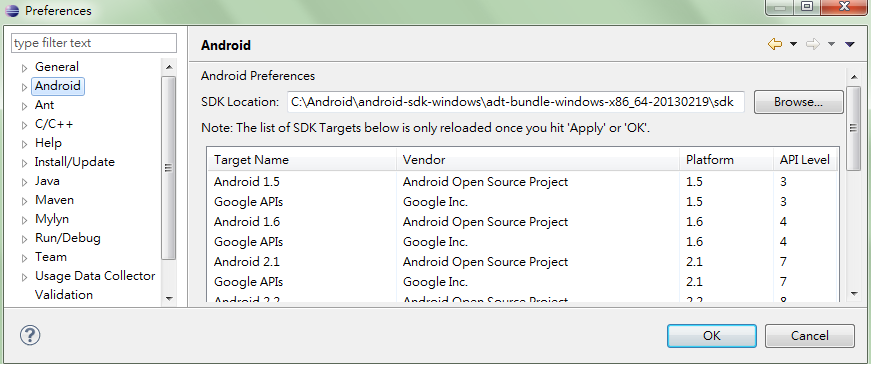 Preferences
type filter text
General
Android
Ant
C/C++
Help
Install/Update
Java
Maven
Mylyn
Run/Debug
Team
Usage Data Collector
Validation
Android
Android Preferences
SDK Location: C:\Android\android-sdk-windows\adt-bundle-windows-x86_64-20130219\sdk Browse...
Note: The list of SDK Targets below is only reloaded once you hit 'Apply' or 'OK'.
Target Name Vendor Platform API Level
Android 1.5 Android Open Source Project 1.5 3
Google APIs Google Inc. 1.5 3
Android 1.6 Android Open Source Project 1.6 4
Google APIs Google Inc. 1.6 4
Android 2.1 Android Open Source Project 2.1 7
Google APIs Google Inc. 2.1 7
Android 2.2 Android Open Source Project 2.2 8
OK Cancel